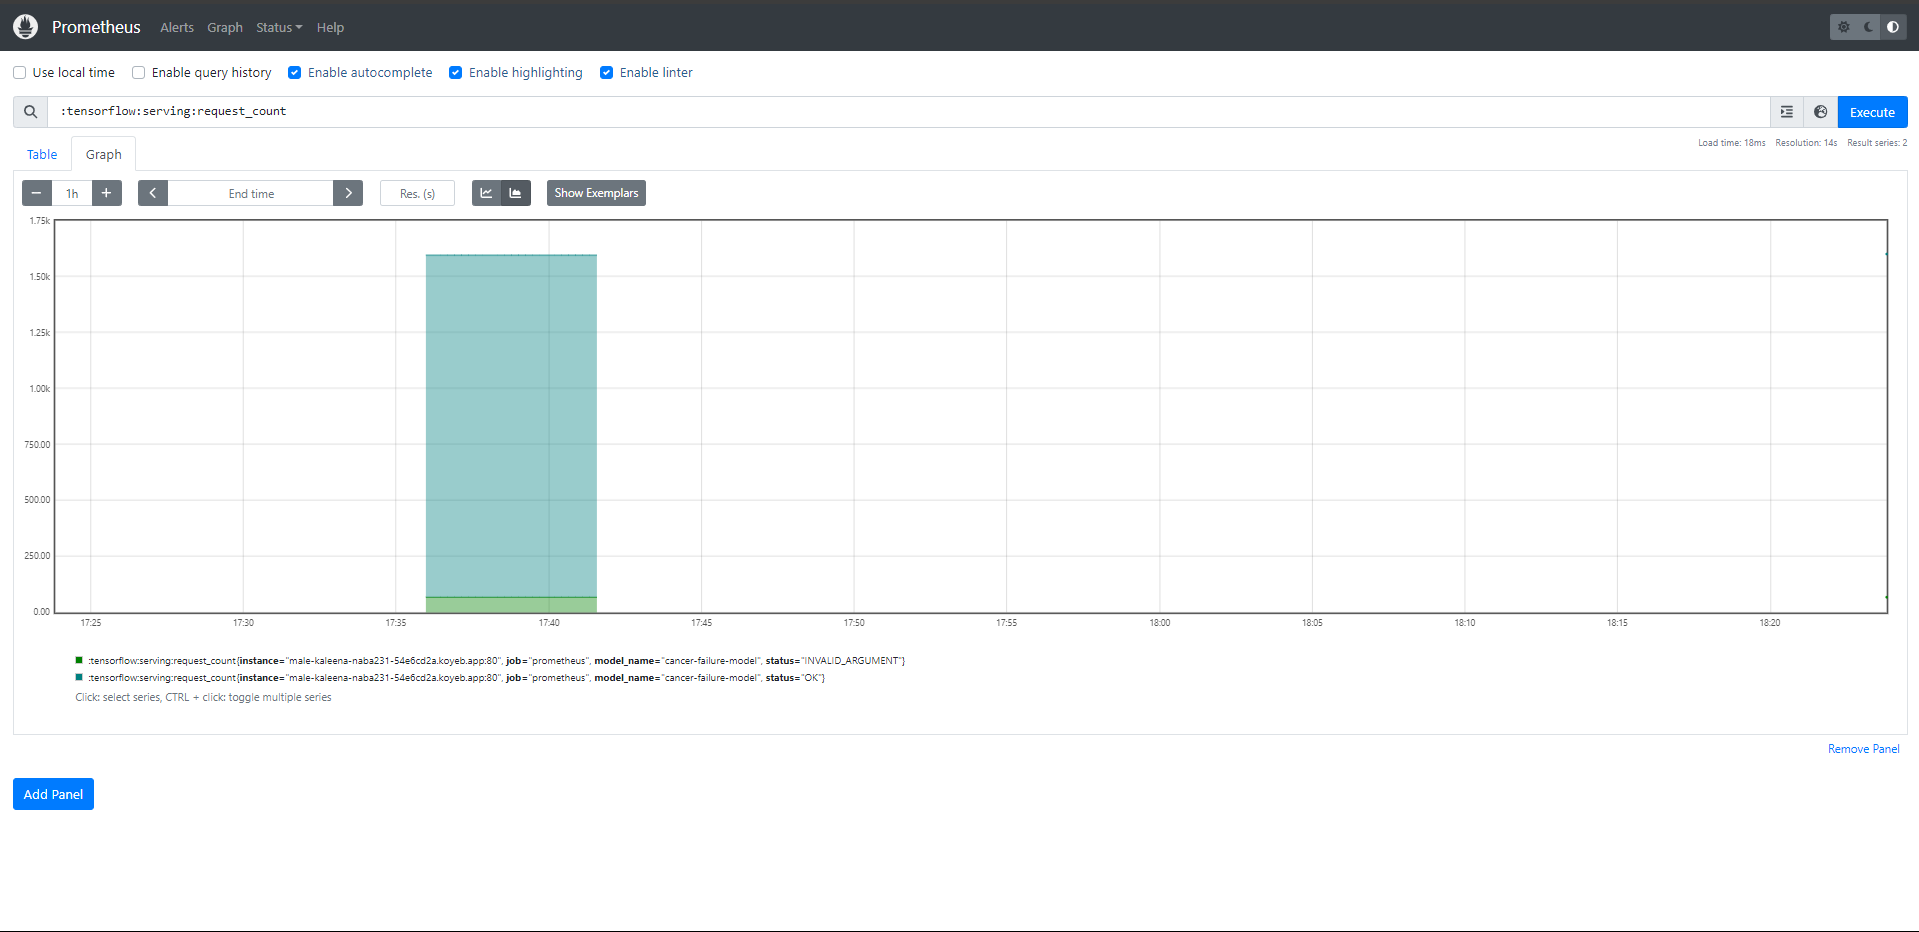 Prometheus Alerts Graph Status Help
Use local time Enable query history Enable autocomplete Enable highlighting Enable linter
:tensorflow:serving:request_count Execute
Load time: 18ms Resolution: 14s Result series: 2
Table Graph
− 1h + < End time > Res. (s) Show Exemplars
1.75k
1.50k
1.25k
1.00k
750.00
500.00
250.00
0.00
17:25 17:30 17:35 17:40 17:45 17:50 17:55 18:00 18:05 18:10 18:15 18:20
:tensorflow:serving:request_count{instance="male-kaleena-naba231-54e6cd2a.koyeb.app:80", job="prometheus", model_name="cancer-failure-model", status="INVALID_ARGUMENT"}
:tensorflow:serving:request_count{instance="male-kaleena-naba231-54e6cd2a.koyeb.app:80", job="prometheus", model_name="cancer-failure-model", status="OK"}
Click: select series, CTRL + click: toggle multiple series
Remove Panel
Add Panel